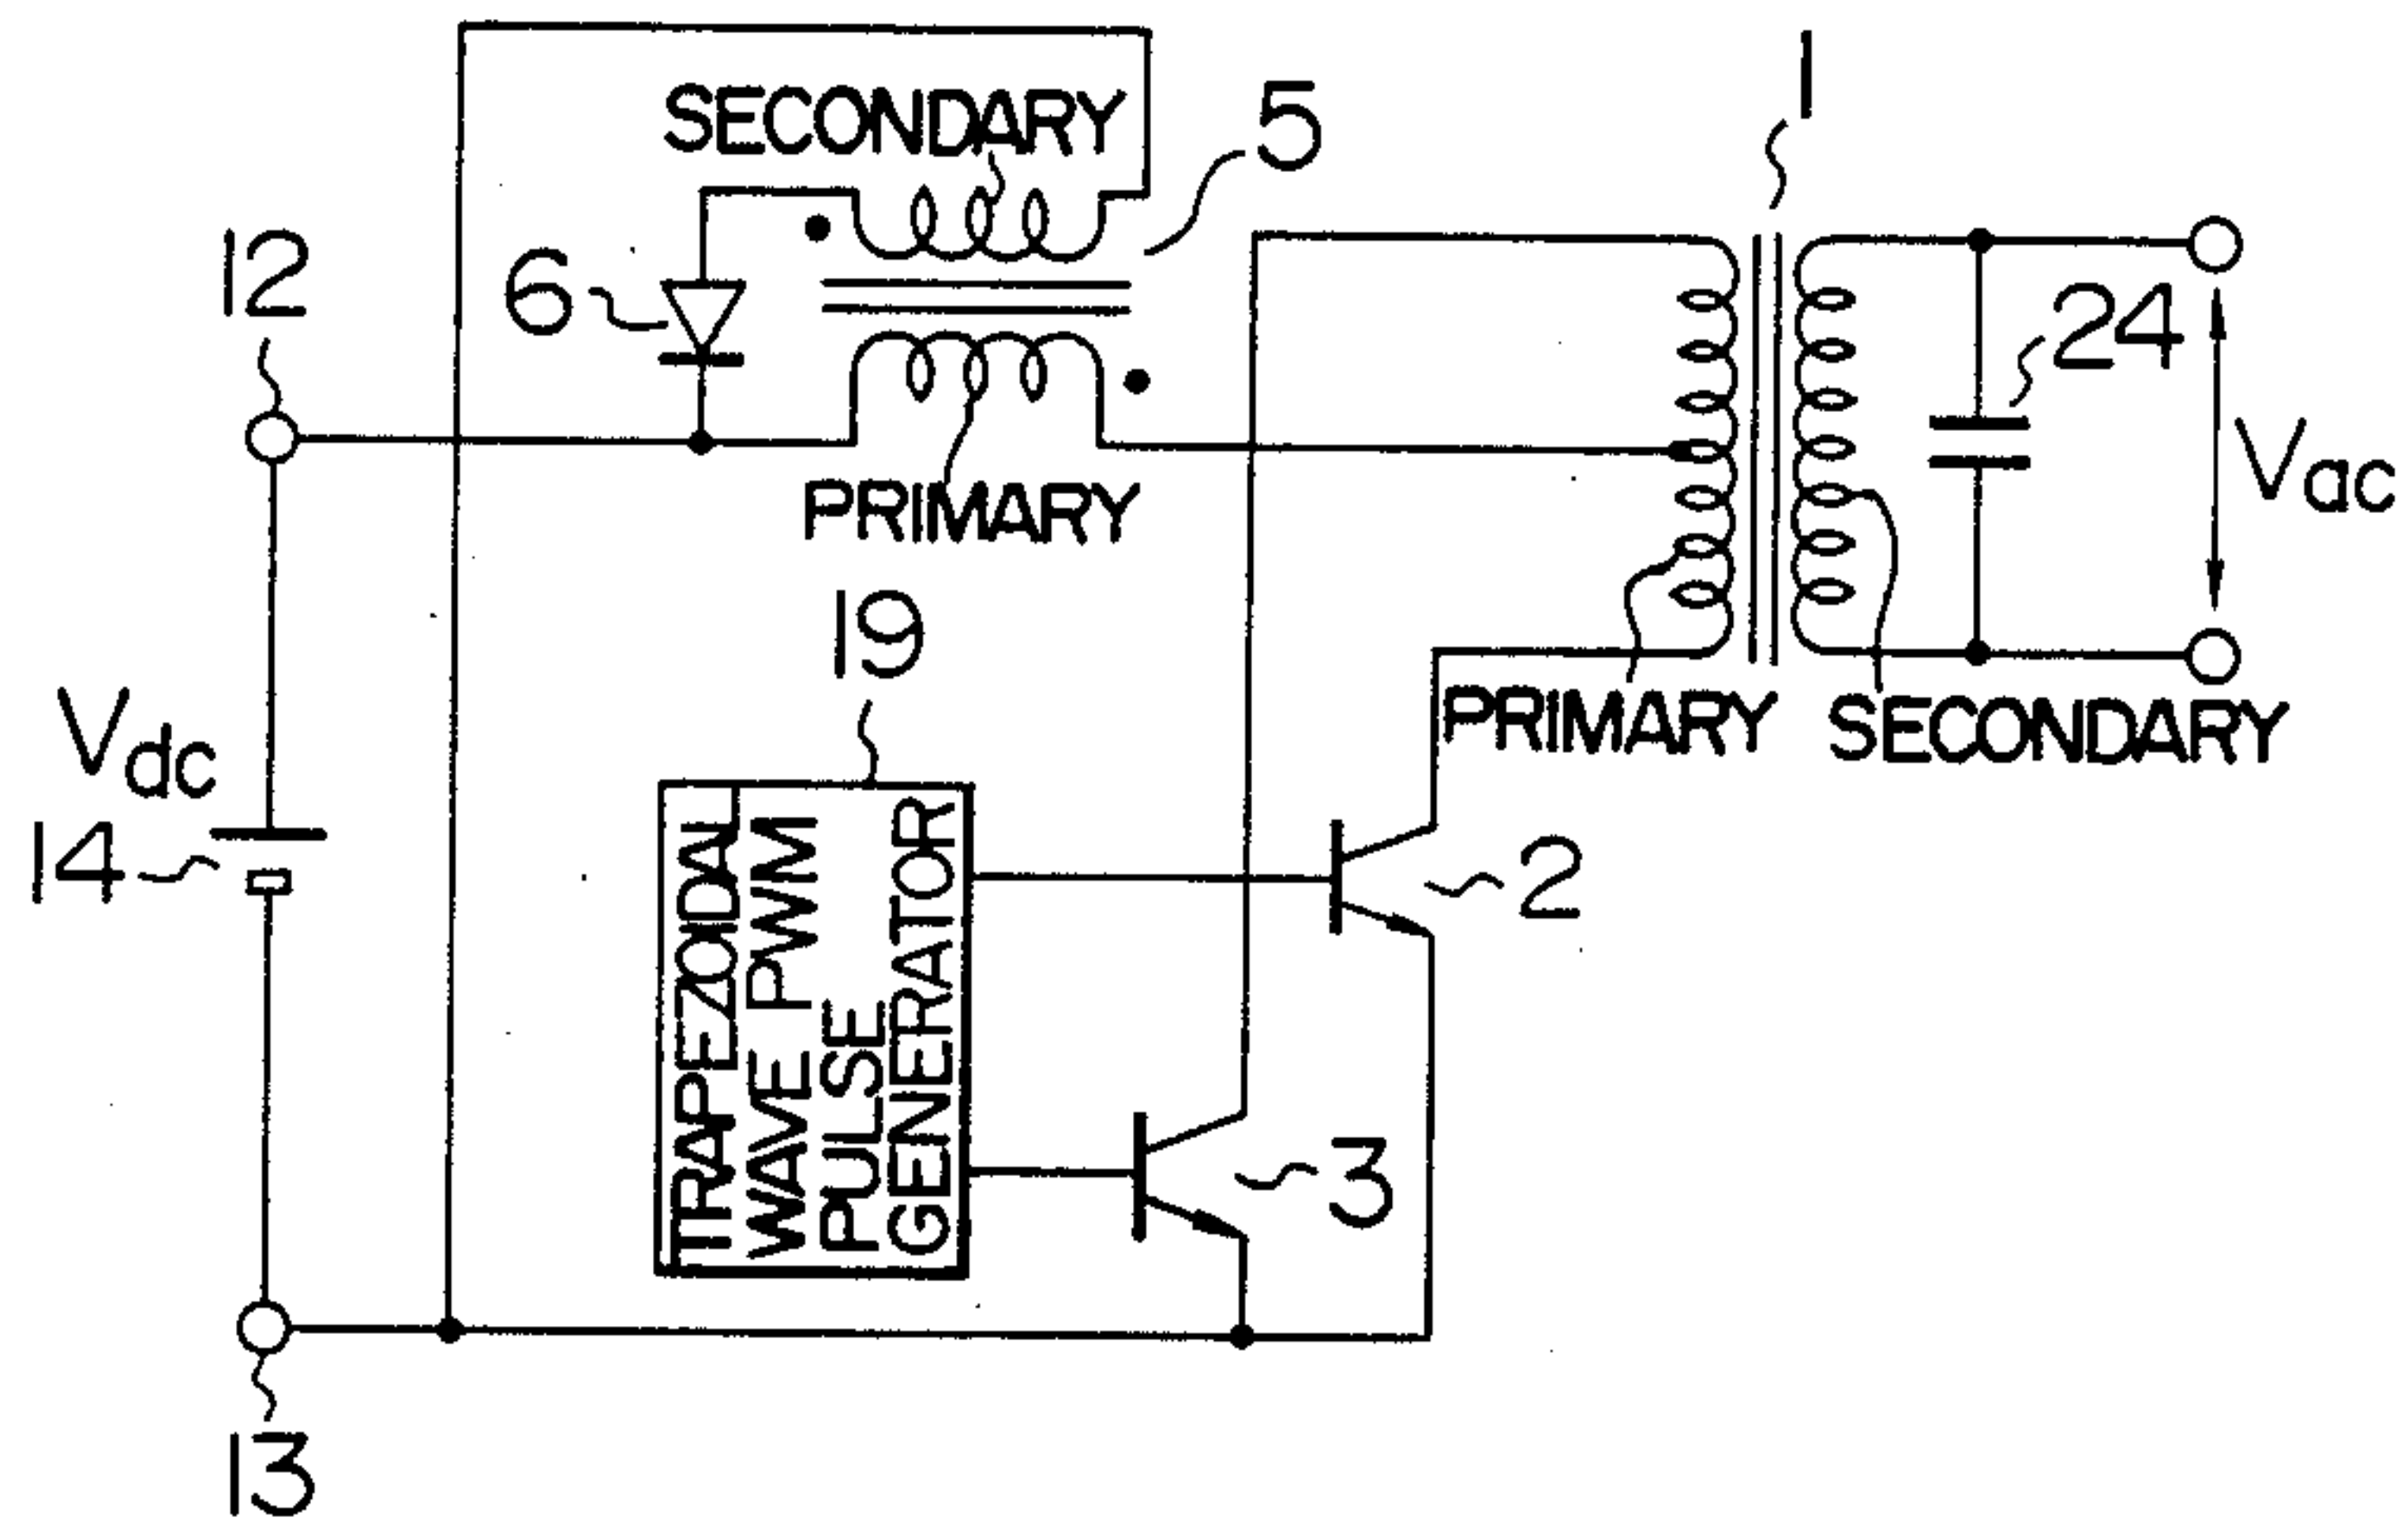 1
SECONDARY
5
12
6
24
Vac
PRIMARY
19
Vdc
PRIMARY
SECONDARY
14
TRAPEZOIDAL
WAVE PWM
PULSE
GENERATOR
2
3
13